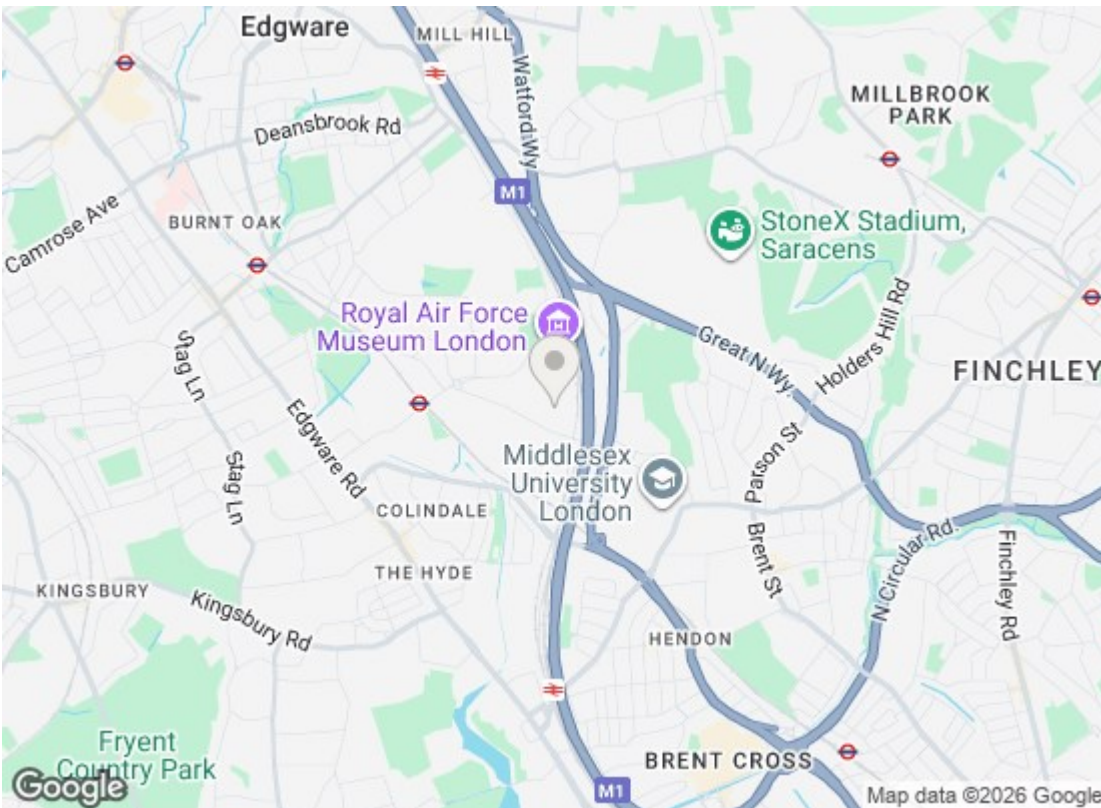 Edgware
MILL HILL
Watford Wy
MILLBROOK
PARK
Deansbrook Rd
M1
Camrose Ave
BURNT OAK
StoneX Stadium,
Saracens
Royal Air Force
Museum London
Holders Hill Rd
Great N Wy.
Stag Ln
FINCHLEY
Edgware Rd
Parson St
Middlesex
University
London
Stag Ln
COLINDALE
Brent St
N Circular Rd.
Finchley Rd
THE HYDE
KINGSBURY
Kingsbury Rd
HENDON
Fryent
Country Park
BRENT CROSS
Google
M1
Map data ©2026 Google